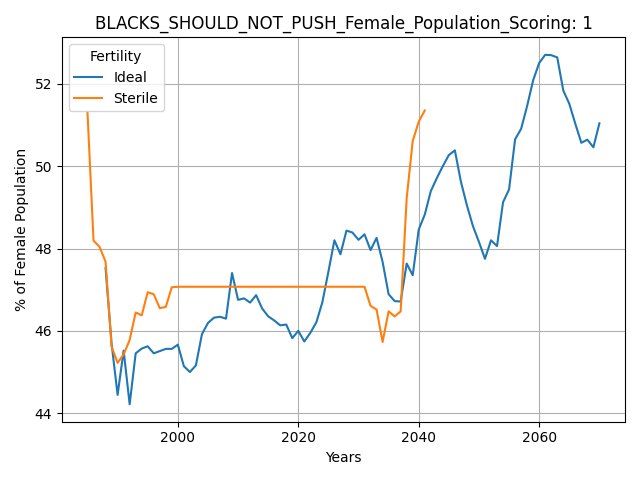 BLACKS_SHOULD_NOT_PUSH_Female_Population_Scoring: 1
Fertility
Ideal
Sterile
% of Female Population
52
50
48
46
44
2000 2020 2040 2060
Years